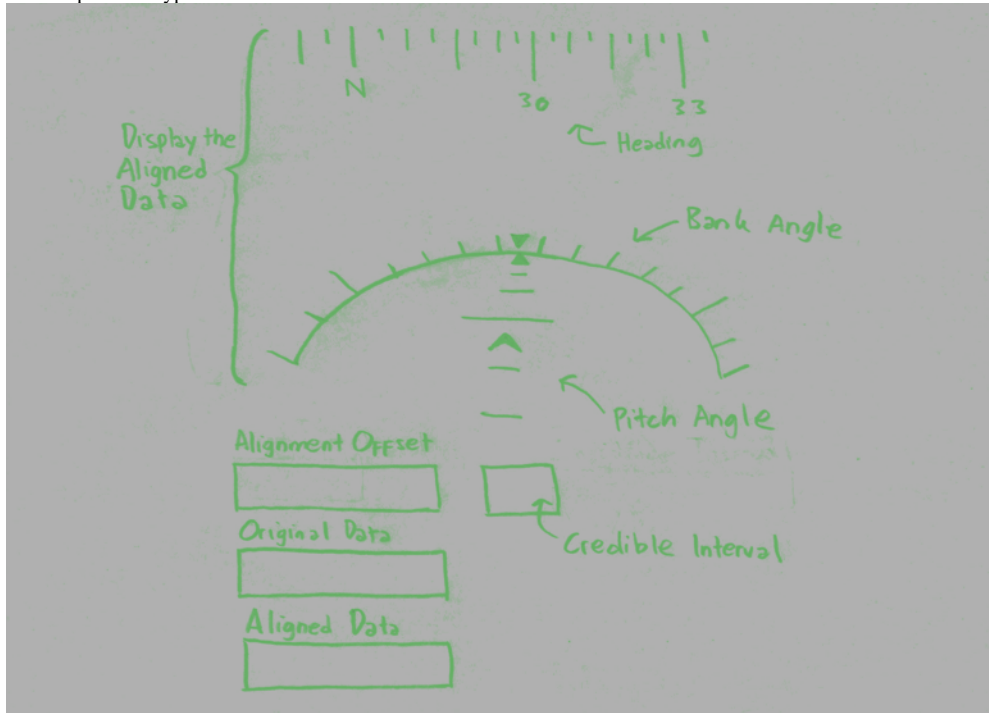 N
30
33
Heading
Display the
Aligned
Data
Bank Angle
Pitch Angle
Alignment Offset
Original Data
Credible Interval
Aligned Data